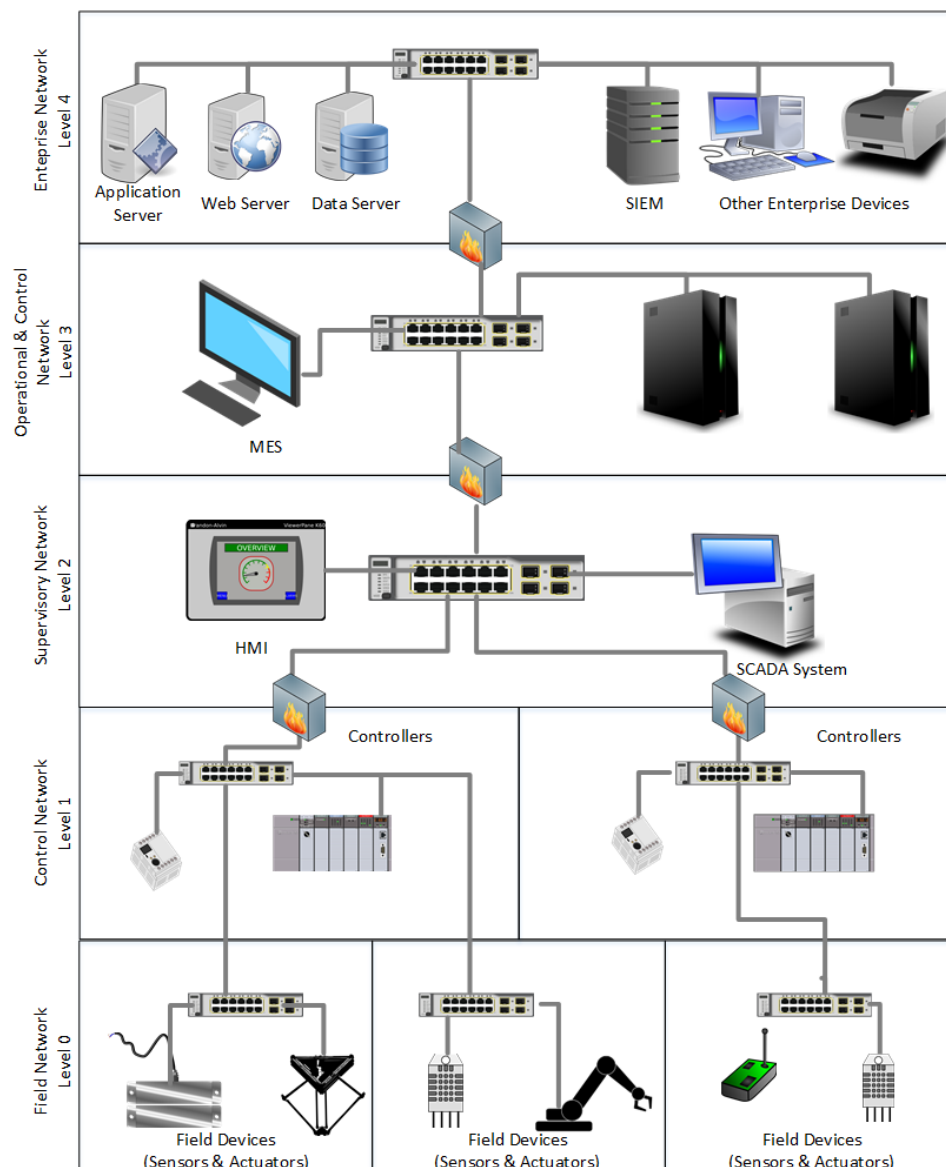 Enteprise Network
Level 4
Application
Server
Web Server
Data Server
SIEM
Other Enterprise Devices
Operational & Control
Network
Level 3
MES
Supervisory Network
Level 2
OVERVIEW
HMI
SCADA System
Control Network
Level 1
Controllers
Controllers
Field Network
Level 0
Field Devices
(Sensors & Actuators)
Field Devices
(Sensors & Actuators)
Field Devices
(Sensors & Actuators)